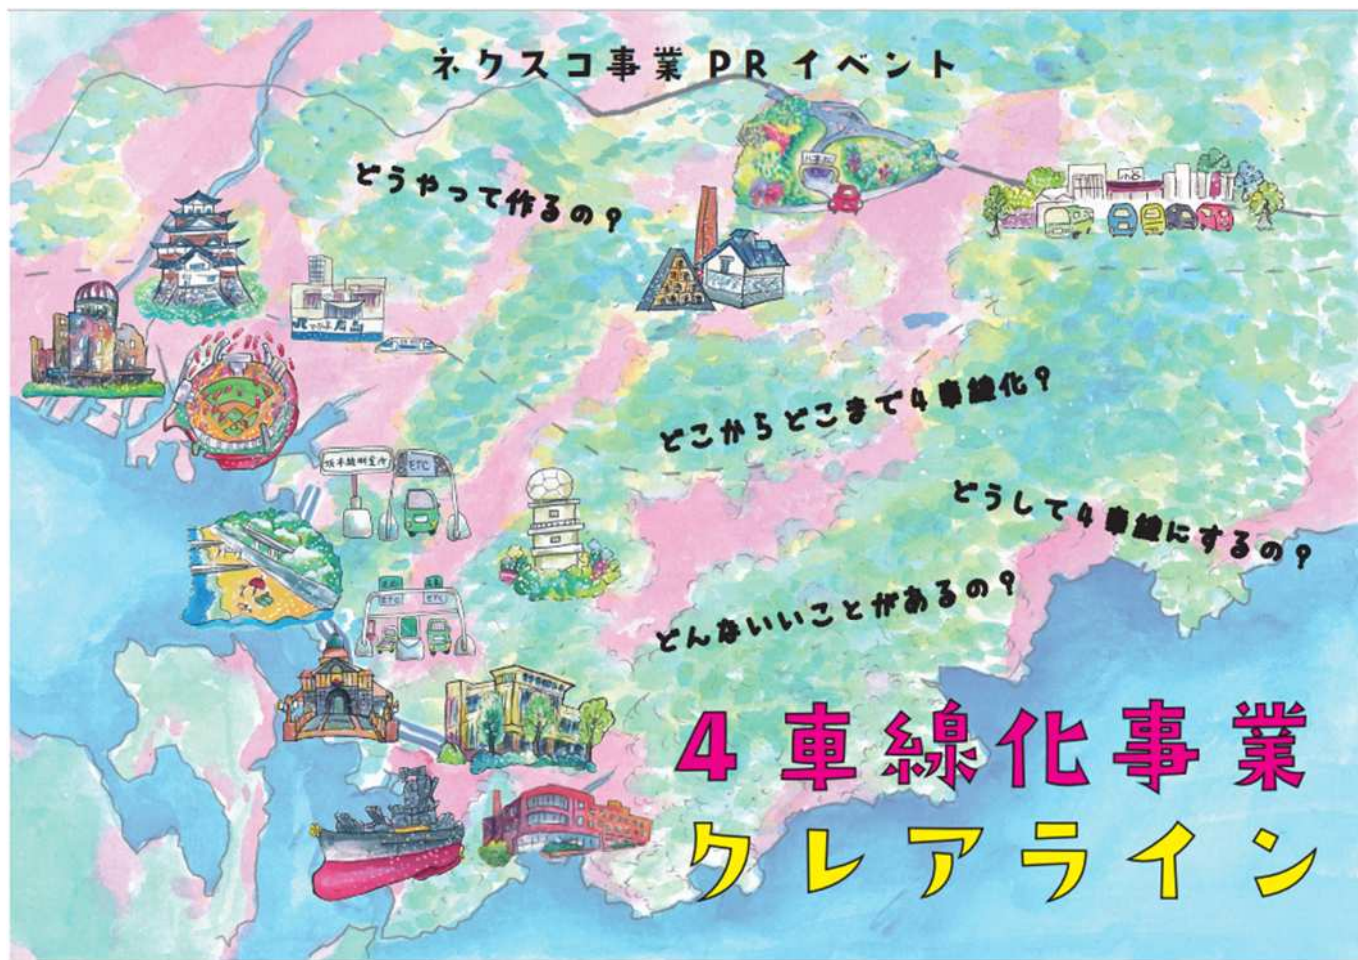 ネクスコ事業PRイベント
どうやって作るの？
どこからどこまで4車線化？
どうして4車線にするの？
どんないいことがあるの？
ETC
ETC
ETC
4車線化事業
クレアライン